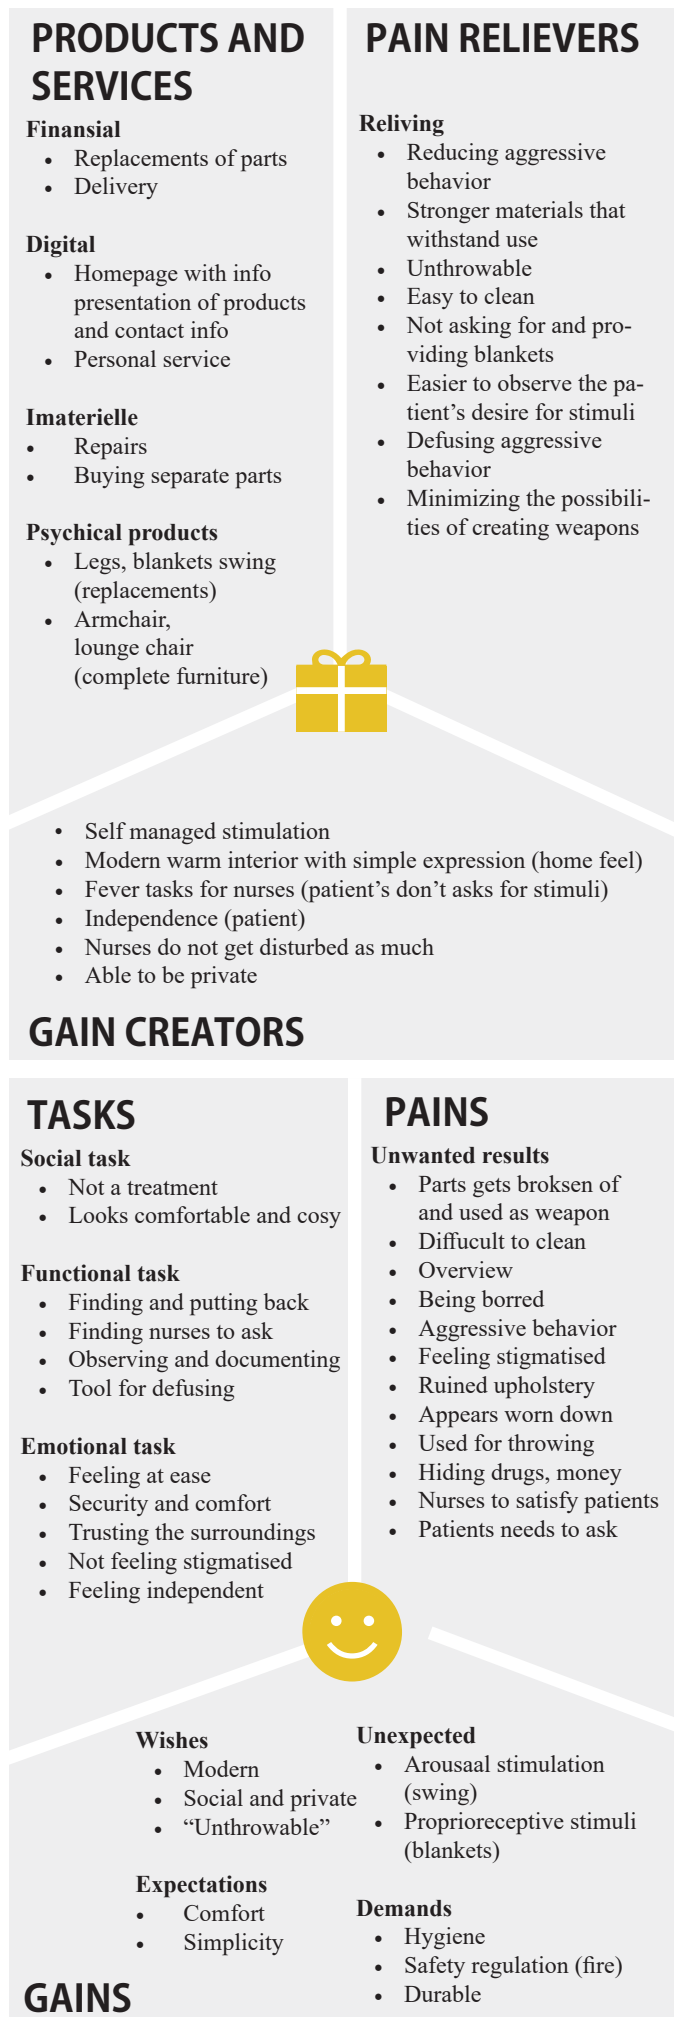 PRODUCTS AND
SERVICES
Finansial
• Replacements of parts
• Delivery
Digital
• Homepage with info
presentation of products
and contact info
• Personal service
Imaterielle
• Repairs
• Buying separate parts
Psychical products
• Legs, blankets swing
(replacements)
• Armchair,
lounge chair
(complete furniture)
PAIN RELIEVERS
Reliving
• Reducing aggressive
behavior
• Stronger materials that
withstand use
• Unthrowable
• Easy to clean
• Not asking for and pro-
viding blankets
• Easier to observe the pa-
tient’s desire for stimuli
• Defusing aggressive
behavior
• Minimizing the possibili-
ties of creating weapons
• Self managed stimulation
• Modern warm interior with simple expression (home feel)
• Fever tasks for nurses (patient’s don’t asks for stimuli)
• Independence (patient)
• Nurses do not get disturbed as much
• Able to be private
GAIN CREATORS
TASKS
Social task
• Not a treatment
• Looks comfortable and cosy
Functional task
• Finding and putting back
• Finding nurses to ask
• Observing and documenting
• Tool for defusing
Emotional task
• Feeling at ease
• Security and comfort
• Trusting the surroundings
• Not feeling stigmatised
• Feeling independent
PAINS
Unwanted results
• Parts gets broksen of
and used as weapon
• Diffucult to clean
• Overview
• Being borred
• Aggressive behavior
• Feeling stigmatised
• Ruined upholstery
• Appears worn down
• Used for throwing
• Hiding drugs, money
• Nurses to satisfy patients
• Patients needs to ask
Wishes
• Modern
• Social and private
• “Unthrowable”
Expectations
• Comfort
• Simplicity
Unexpected
• Arousaal stimulation
(swing)
• Proprioreceptive stimuli
(blankets)
Demands
• Hygiene
• Safety regulation (fire)
• Durable
GAINS